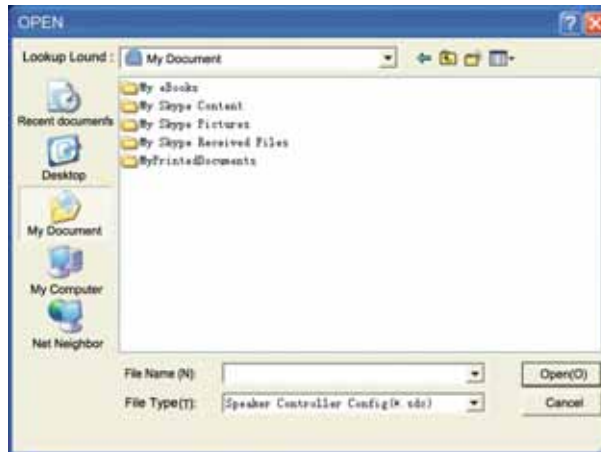 OPEN
Lookup Lound : My Document
My eBooks
My Skype Content
My Skype Pictures
My Skype Received Files
MyPrintedDocuments
Recent documents
Desktop
My Document
My Computer
Net Neighbor
File Name (N):
Open(O)
File Type(T): Speaker Controller Config(*.sdc)
Cancel